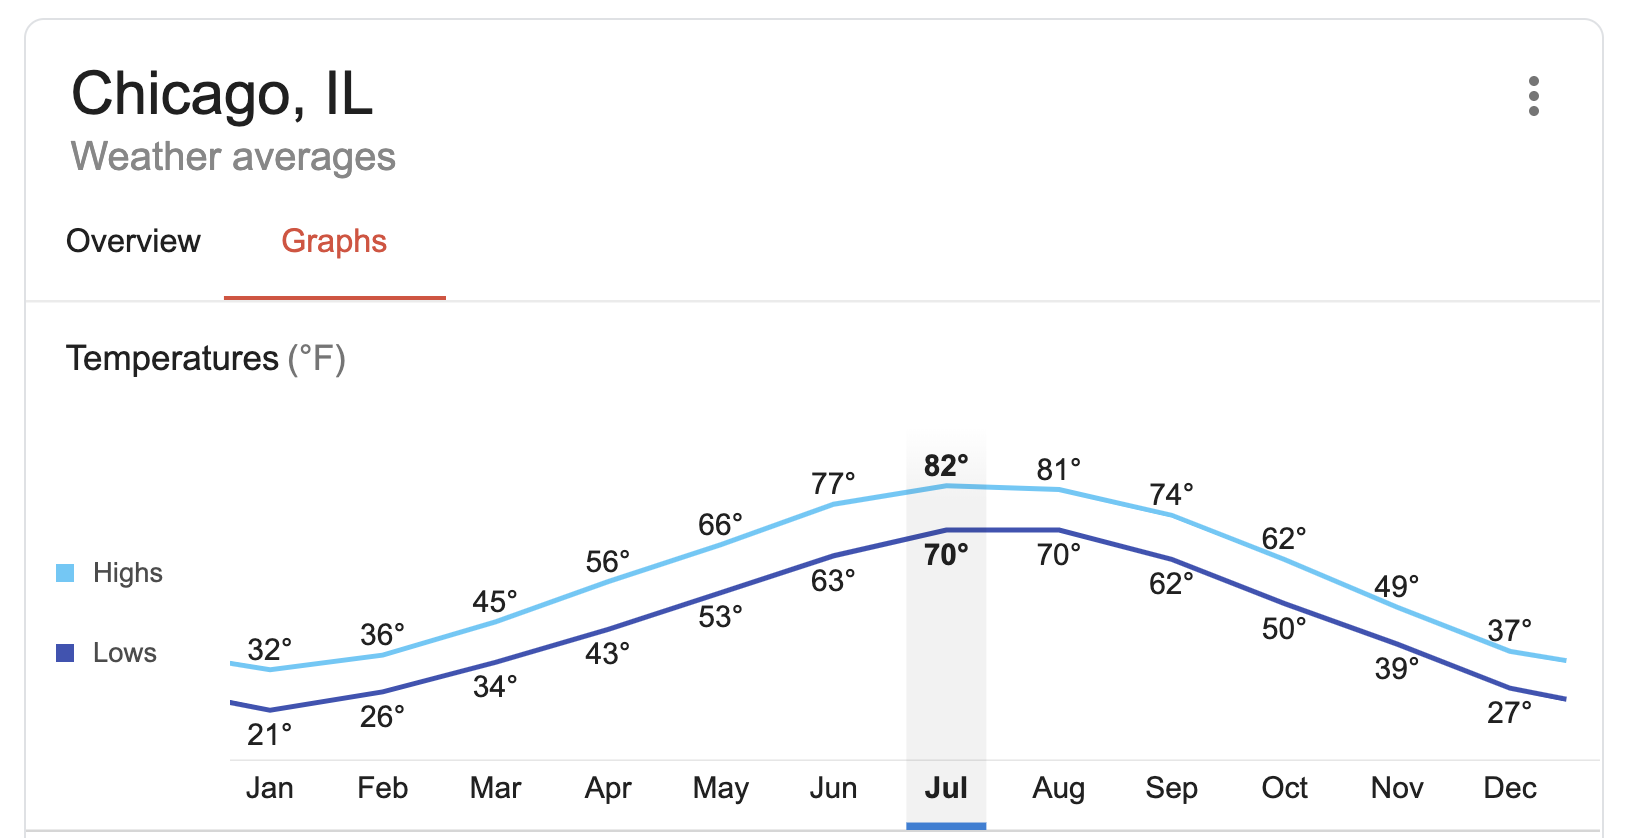 Chicago, IL
Weather averages
Overview Graphs
Temperatures (°F)
Highs
Lows
32° 36° 45° 56° 66° 77° 82° 81° 74° 62° 49° 37°
21° 26° 34° 43° 53° 63° 70° 70° 62° 50° 39° 27°
Jan Feb Mar Apr May Jun Jul Aug Sep Oct Nov Dec